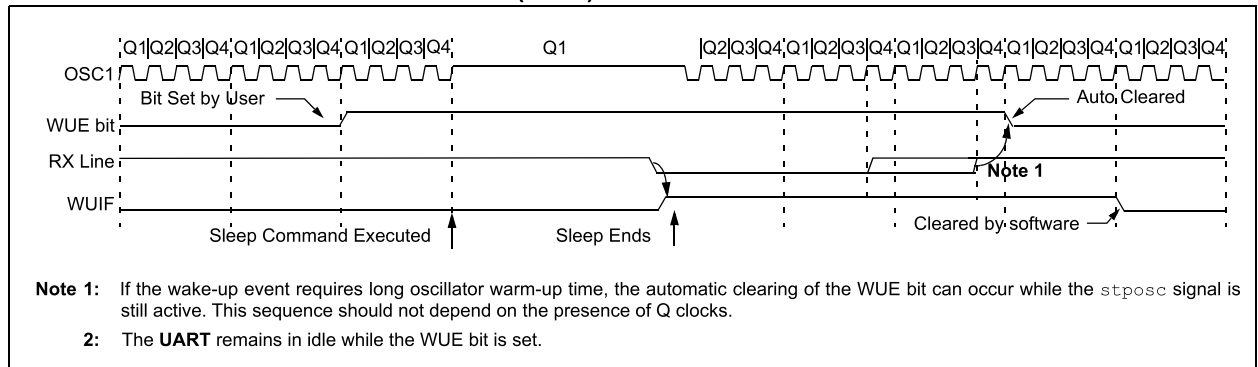 Q1|Q2|Q3|Q4|Q1|Q2|Q3|Q4|Q1|Q2|Q3|Q4 Q1 Q2|Q3|Q4|Q1|Q2|Q3|Q4|Q1|Q2|Q3|Q4|Q1|Q2|Q3|Q4|Q1|Q2|Q3|Q4
OSC1
Bit Set by User
Auto Cleared
WUE bit
RX Line
Note 1
WUIF
Cleared by software
Sleep Command Executed
Sleep Ends
Note 1: If the wake-up event requires long oscillator warm-up time, the automatic clearing of the WUE bit can occur while the stposc signal is
still active. This sequence should not depend on the presence of Q clocks.
2: The UART remains in idle while the WUE bit is set.